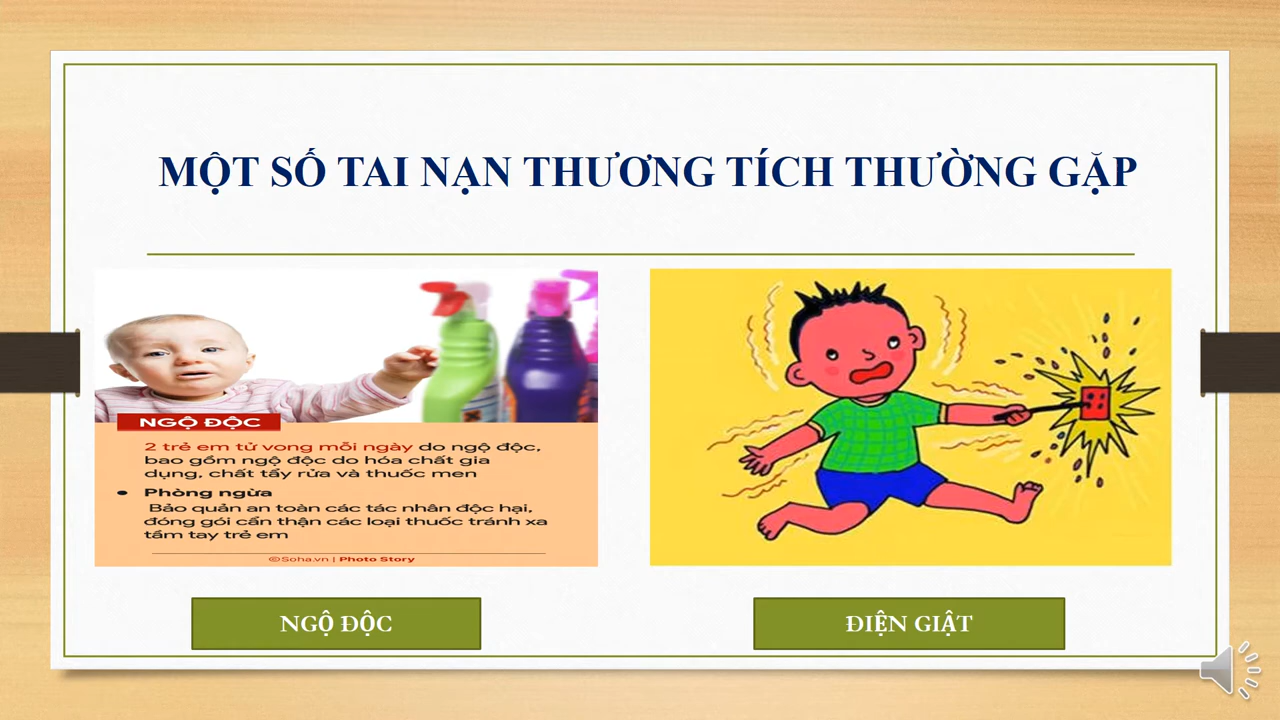 MỘT SỐ TAI NẠN THƯƠNG TÍCH THƯỜNG GẶP
NGỘ ĐỘC
2 trẻ em tử vong mỗi ngày do ngộ độc,
bao gồm ngộ độc do hóa chất gia
dụng, chất tẩy rửa và thuốc men
• Phòng ngừa
Bảo quản an toàn các tác nhân độc hại,
đóng gói cẩn thận các loại thuốc tránh xa
tầm tay trẻ em
©Soha.vn | Photo Story
NGỘ ĐỘC
ĐIỆN GIẬT